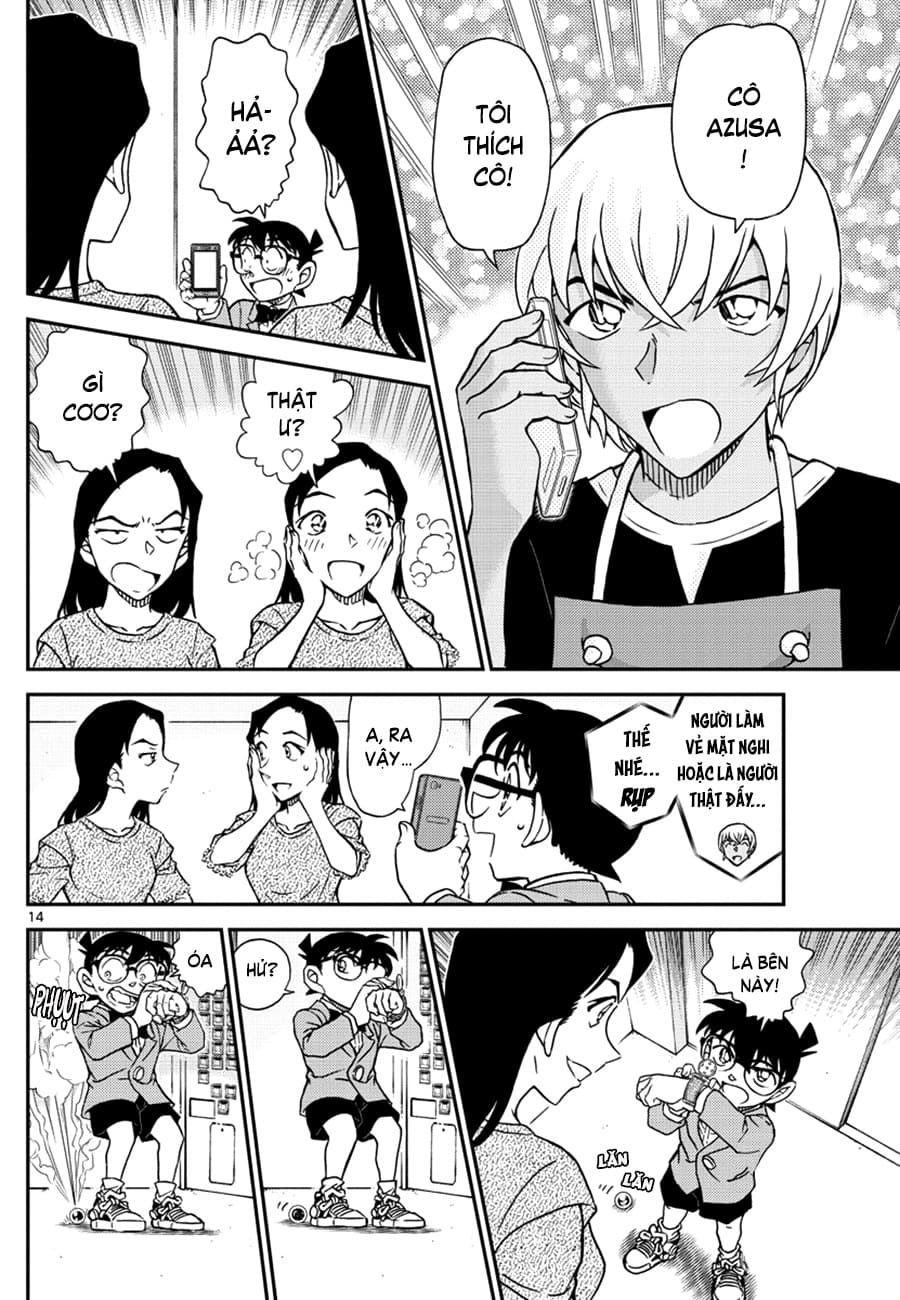 CÔ
AZUSA
!
TÔI
THÍCH
CÔ!
HẢ-
ẢẢ?
THẬT
Ư?
GÌ
CƠƠ?
NGƯỜI LÀM
VẺ MẶT NGHI
HOẶC LÀ NGƯỜI
THẬT ĐẤY...
THẾ
NHÉ...
RỤP
A, RA
VẬY...
14
LÀ BÊN
NÀY!
LĂN
LĂN
HỬ?
ÓA
PHỤỤT